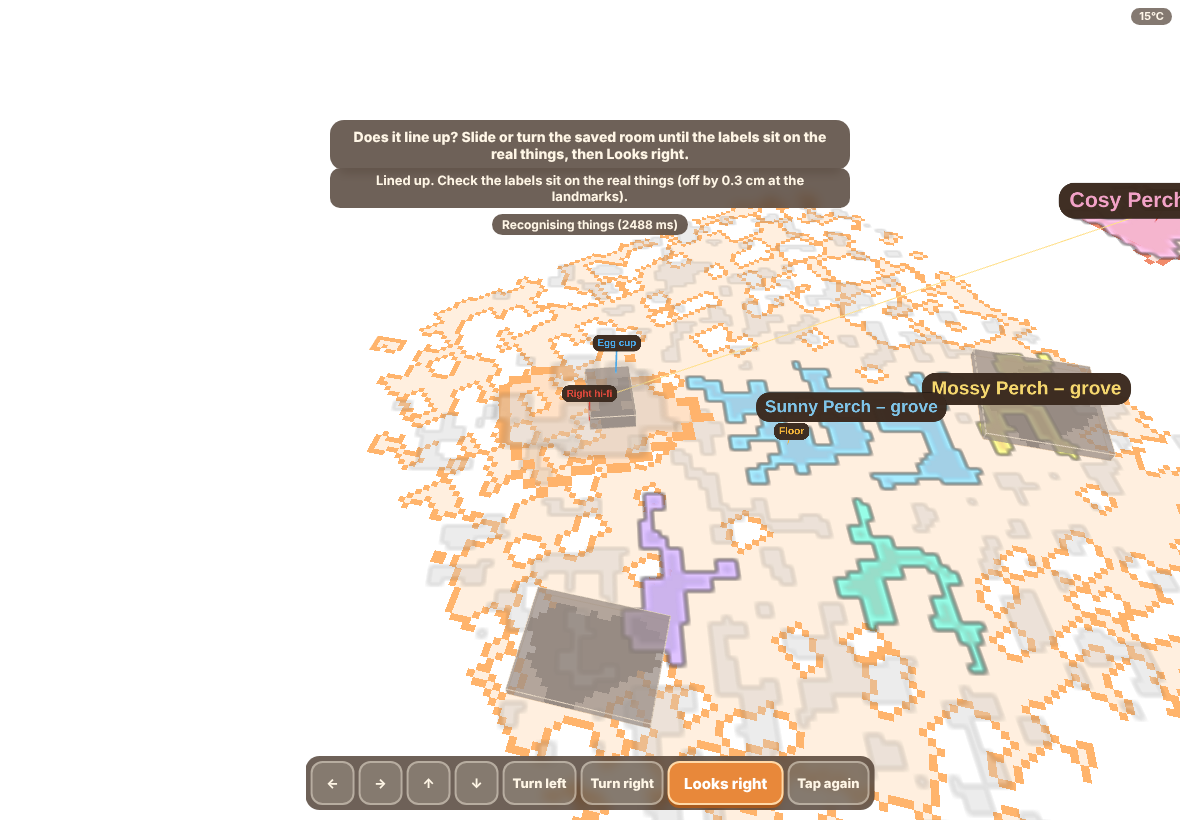 15°C
Does it line up? Slide or turn the saved room until the labels sit on the
real things, then Looks right.
Lined up. Check the labels sit on the real things (off by 0.3 cm at the
landmarks).
Cosy Perch
Recognising things (2488 ms)
Egg cup
Right hi-fi
Mossy Perch – grove
Sunny Perch – grove
Floor
← → ↑ ↓ Turn left Turn right Looks right Tap again